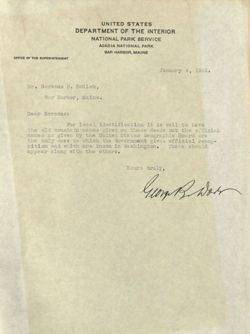 UNITED STATES
DEPARTMENT OF THE INTERIOR
NATIONAL PARK SERVICE
ACADIA NATIONAL PARK
BAR HARBOR, MAINE
OFFICE OF THE SUPERINTENDENT
January
Mr. Serenus B. Rodick,
Bar Harbor, Maine.
Dear Serenus:
For local identification it is well to have
the old mountain names given on these deeds but the official
names as given by the United States Geographic Board are
the only ones to which the Government gives official recog-
nition and which are known in Washington. These should
appear along with the others.
Yours truly,
George B. Dorr